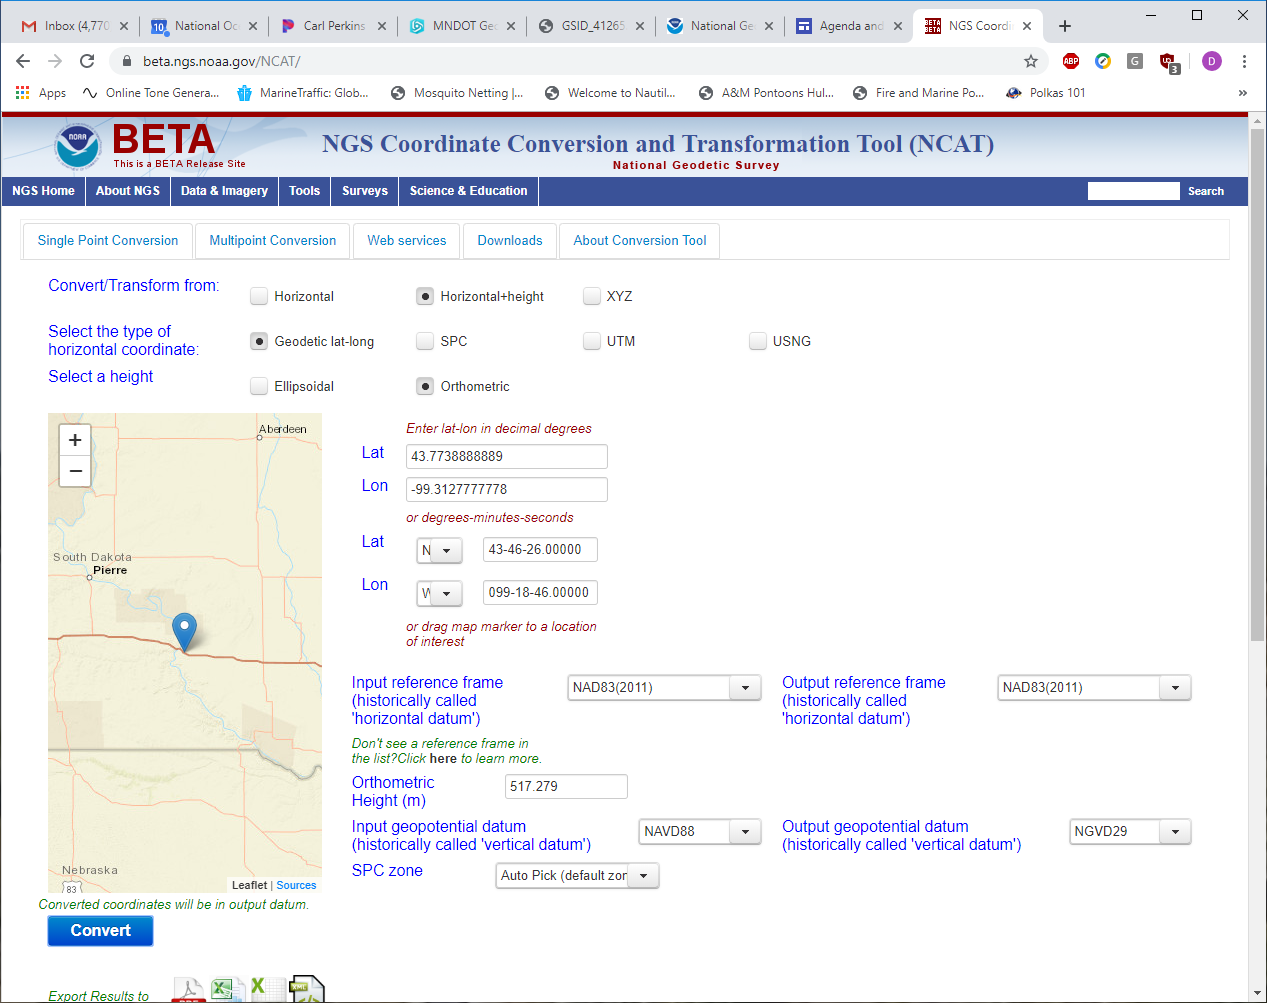 Inbox (4,770
10
National Oc
Carl Perkins
MNDOT Geo
GSID_41265
National Ge
Agenda and
BETA
BETA
NGS Coordi
beta.ngs.noaa.gov/NCAT/
ABP
G
3
D
Apps
Online Tone Genera...
MarineTraffic: Glob...
Mosquito Netting |...
Welcome to Nautil...
A&M Pontoons Hul...
Fire and Marine Po...
Polkas 101
»
NOAA
BETA
This is a BETA Release Site
NGS Coordinate Conversion and Transformation Tool (NCAT)
National Geodetic Survey
NGS Home
About NGS
Data & Imagery
Tools
Surveys
Science & Education
Search
Single Point Conversion
Multipoint Conversion
Web services
Downloads
About Conversion Tool
Convert/Transform from:
Horizontal
Horizontal+height
XYZ
Select the type of
horizontal coordinate:
Geodetic lat-long
SPC
UTM
USNG
Select a height
Ellipsoidal
Orthometric
+
−
Aberdeen
South Dakota
Pierre
Nebraska
83
Leaflet | Sources
Enter lat-lon in decimal degrees
Lat
43.7738888889
Lon
-99.3127777778
or degrees-minutes-seconds
Lat
N
43-46-26.00000
Lon
W
099-18-46.00000
or drag map marker to a location
of interest
Input reference frame
(historically called
'horizontal datum')
NAD83(2011)
Output reference frame
(historically called
'horizontal datum')
NAD83(2011)
Don't see a reference frame in
the list?Click here to learn more.
Orthometric
Height (m)
517.279
Input geopotential datum
(historically called 'vertical datum')
NAVD88
Output geopotential datum
(historically called 'vertical datum')
NGVD29
SPC zone
Auto Pick (default zon
Converted coordinates will be in output datum.
Convert
Export Results to
XML